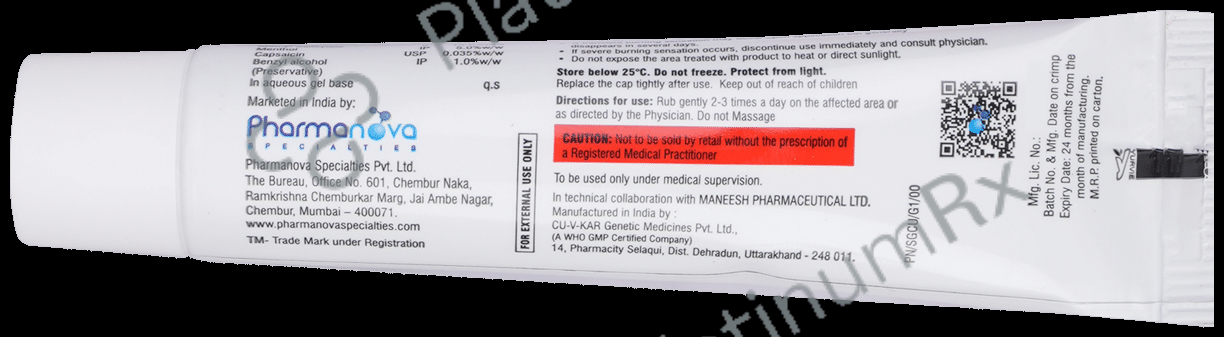 Menthol IP 5.0%w/w
Capsaicin USP 0.035%w/w
Benzyl alcohol IP 1.0%w/w
(Preservative)
In aqueous gel base q.s
Marketed in India by:
Pharmanova
SPECIALTIES
Pharmanova Specialties Pvt. Ltd.
The Bureau, Office No. 601, Chembur Naka,
Ramkrishna Chemburkar Marg, Jai Ambe Nagar,
Chembur, Mumbai – 400071.
www.pharmanovaspecialties.com
TM- Trade Mark under Registration
FOR EXTERNAL USE ONLY
disappears in several days.
• If severe burning sensation occurs, discontinue use immediately and consult physician.
• Do not expose the area treated with product to heat or direct sunlight.
Store below 25°C. Do not freeze. Protect from light.
Replace the cap tightly after use. Keep out of reach of children
Directions for use: Rub gently 2-3 times a day on the affected area or
as directed by the Physician. Do not Massage
CAUTION: Not to be sold by retail without the prescription of
a Registered Medical Practitioner
To be used only under medical supervision.
In technical collaboration with MANEESH PHARMACEUTICAL LTD.
Manufactured in India by :
CU-V-KAR Genetic Medicines Pvt. Ltd.,
(A WHO GMP Certified Company)
14, Pharmacity Selaqui, Dist. Dehradun, Uttarakhand - 248 011.
PN/SGCU/G1/00
Mfg. Lic. No.:
Batch No. & Mfg. Date on crimp
Expiry Date: 24 months from the
month of manufacturing.
M.R.P. printed on carton.
PlatinumRx